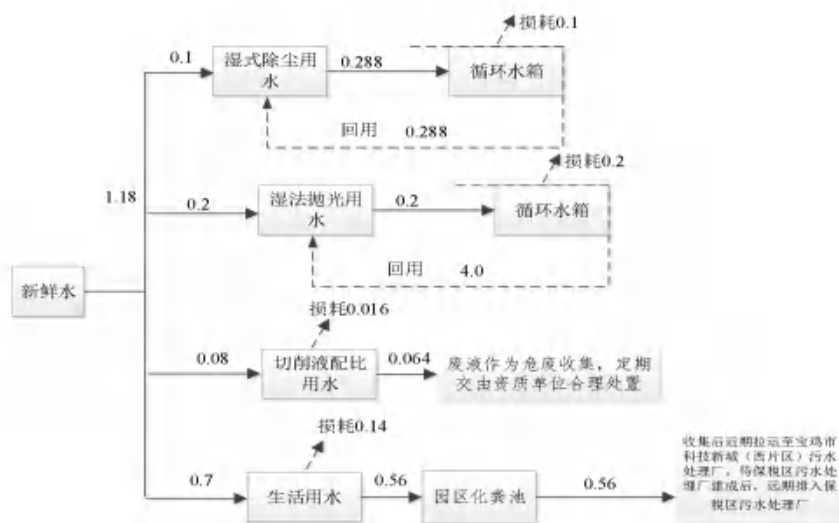 损耗0.1
0.1
湿式除尘用
水
0.288
循环水箱
回用 0.288
损耗0.2
1.18
0.2
湿法抛光用
水
0.2
循环水箱
回用 4.0
新鲜水
损耗0.016
0.08
切削液配比
用水
0.064
废液作为危废收集，定期
交由资质单位合理处置
损耗0.14
0.7
生活用水
0.56
园区化粪池
0.56
收集后近期拉运至宝鸡市
科技新城（西片区）污水
处理厂，待保税区污水处
理厂建成后，远期排入保
税区污水处理厂